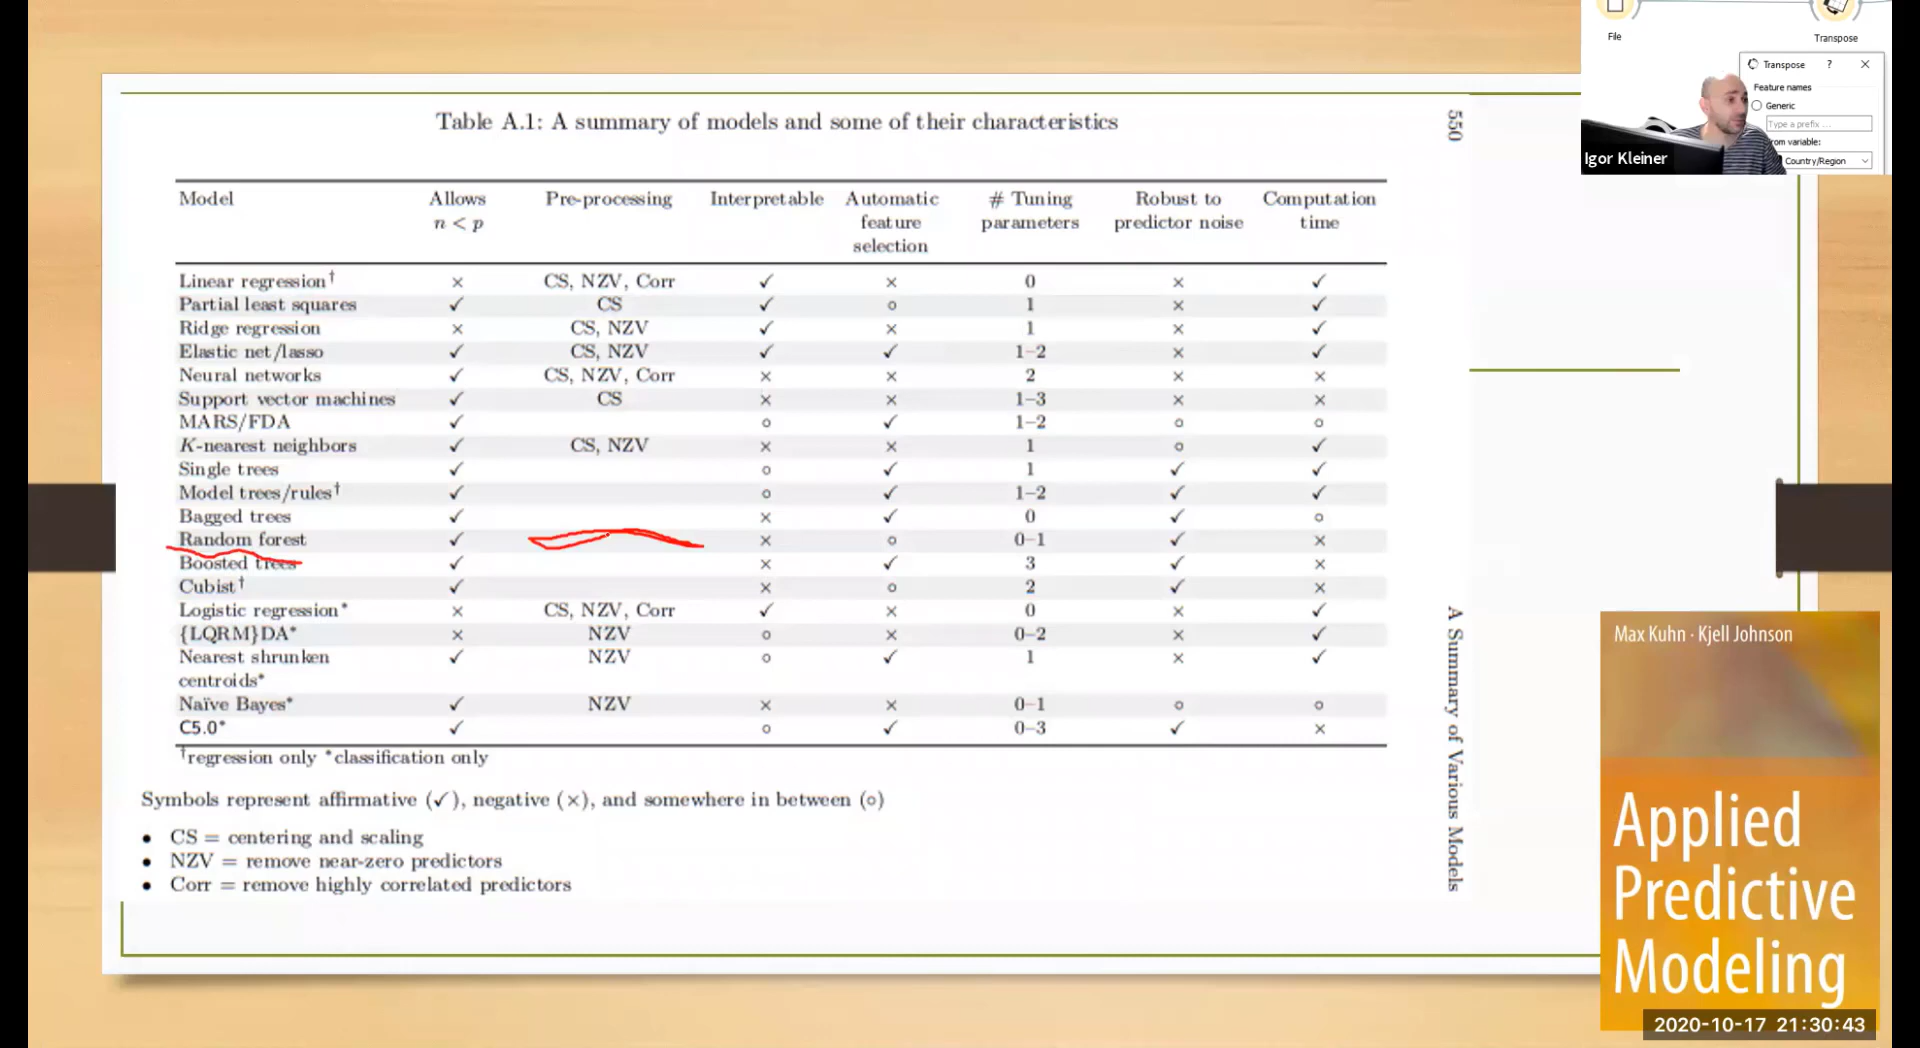 File
Transpose
Transpose ? ×
Feature names
Generic
Type a prefix ...
rom variable:
Country/Region
Igor Kleiner
Table A.1: A summary of models and some of their characteristics
550
Model Allows Pre-processing Interpretable Automatic # Tuning Robust to Computation
n < p feature parameters predictor noise time
selection
Linear regression† × CS, NZV, Corr ✓ × 0 × ✓
Partial least squares ✓ CS ✓ ○ 1 × ✓
Ridge regression × CS, NZV ✓ × 1 × ✓
Elastic net/lasso ✓ CS, NZV ✓ ✓ 1–2 × ✓
Neural networks ✓ CS, NZV, Corr × × 2 × ×
Support vector machines ✓ CS × × 1–3 × ×
MARS/FDA ✓ ○ ✓ 1–2 ○ ○
K-nearest neighbors ✓ CS, NZV × × 1 ○ ✓
Single trees ✓ ○ ✓ 1 ✓ ✓
Model trees/rules† ✓ ○ ✓ 1–2 ✓ ✓
Bagged trees ✓ × ✓ 0 ✓ ○
Random forest ✓ × ○ 0–1 ✓ ×
Boosted trees ✓ × ✓ 3 ✓ ×
Cubist† ✓ × ○ 2 ✓ ×
Logistic regression* × CS, NZV, Corr ✓ × 0 × ✓
{LQRM}DA* × NZV ○ × 0–2 × ✓
Nearest shrunken ✓ NZV ○ ✓ 1 × ✓
centroids*
Naïve Bayes* ✓ NZV × × 0–1 ○ ○
C5.0* ✓ ○ ✓ 0–3 ✓ ×
†regression only *classification only
Symbols represent affirmative (✓), negative (×), and somewhere in between (○)
• CS = centering and scaling
• NZV = remove near-zero predictors
• Corr = remove highly correlated predictors
A Summary of Various Models
Max Kuhn · Kjell Johnson
Applied
Predictive
Modeling
2020-10-17 21:30:43